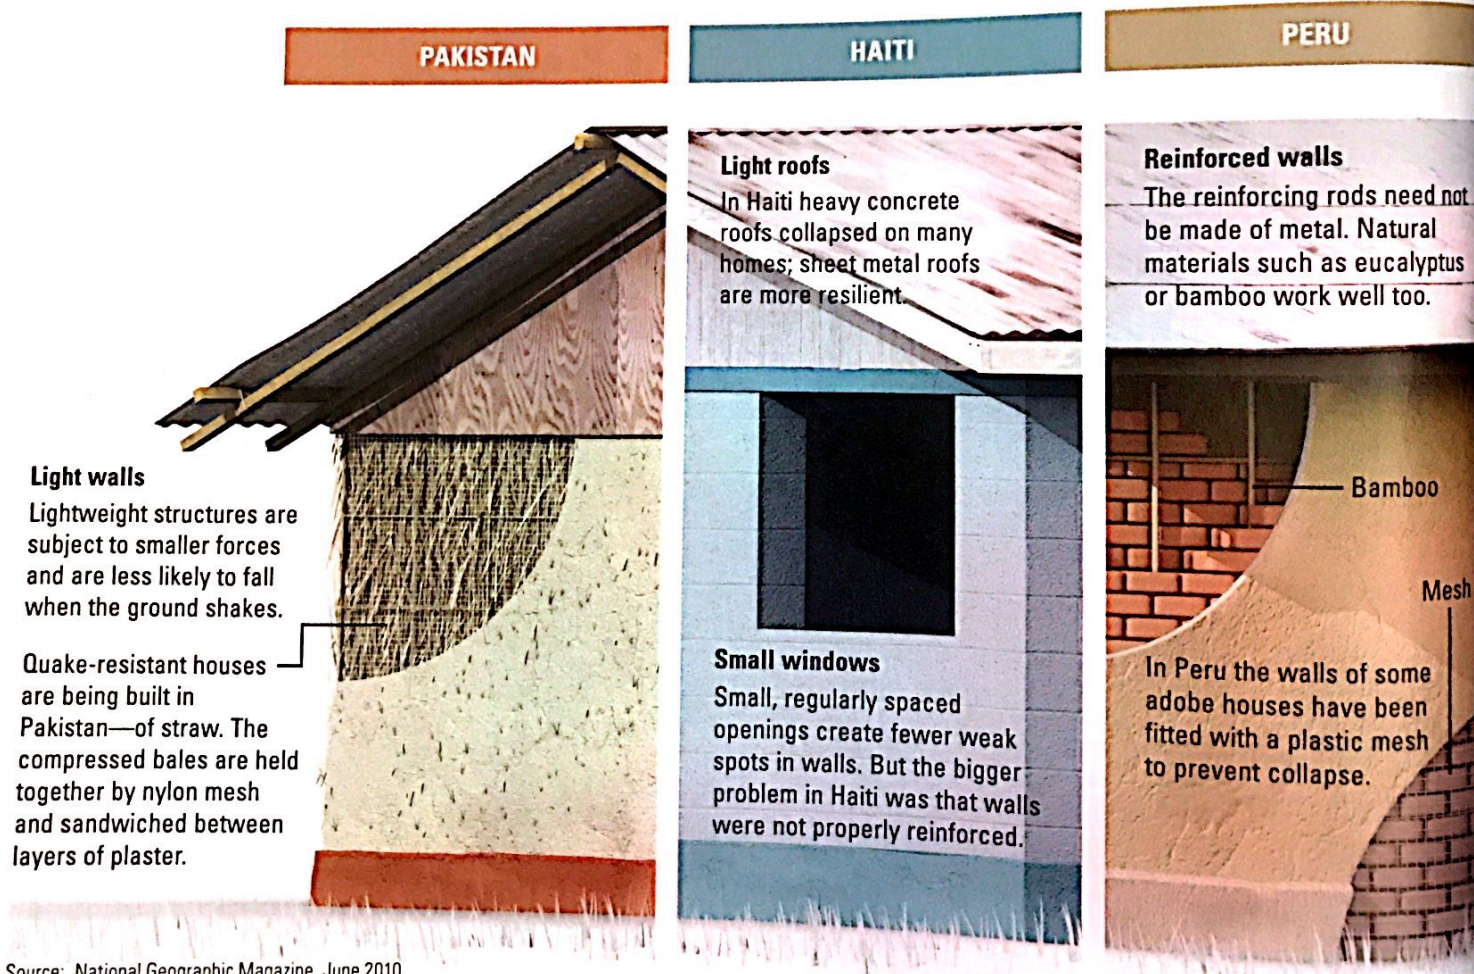 PAKISTAN
Light walls
Lightweight structures are
subject to smaller forces
and are less likely to fall
when the ground shakes.
Quake-resistant houses
are being built in
Pakistan—of straw. The
compressed bales are held
together by nylon mesh
and sandwiched between
layers of plaster.
HAITI
Light roofs
In Haiti heavy concrete
roofs collapsed on many
homes; sheet metal roofs
are more resilient.
Small windows
Small, regularly spaced
openings create fewer weak
spots in walls. But the bigger
problem in Haiti was that walls
were not properly reinforced.
PERU
Reinforced walls
The reinforcing rods need not
be made of metal. Natural
materials such as eucalyptus
or bamboo work well too.
Bamboo
Mesh
In Peru the walls of some
adobe houses have been
fitted with a plastic mesh
to prevent collapse.
Source: National Geographic Magazine, June 2010